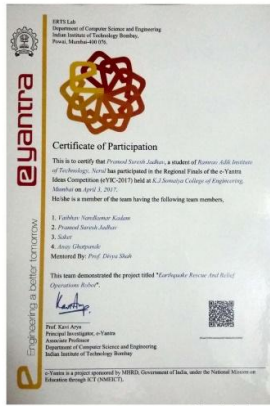 ERTS Lab
Department of Computer Science and Engineering
Indian Institute of Technology Bombay,
Powai, Mumbai-400 076.
eyantra
Engineering a better tomorrow
Certificate of Participation
This is to certify that Pramod Suresh Jadhav, a student of Konkan Adih Institute
of Technology, Neral has participated in the Regional Finals of the e-Yantra
Ideas Competition (eYIC-2017) held at K.J Somaiya College of Engineering,
Mumbai on April 3, 2017.
He/she is a member of the team having the following team members,
1. Vaibhav Nandkumar Kadam
2. Pramod Suresh Jadhav
3. Saket
4. Anay Ghatpande
Mentored By: Prof. Divya Shah
This team demonstrated the project titled "Earthquake Rescue And Relief
Operations Robot".
Prof. Kavi Arya
Principal Investigator, e-Yantra
Associate Professor
Department of Computer Science and Engineering
Indian Institute of Technology Bombay
e-Yantra is a project sponsored by MHRD, Government of India, under the National Mission on
Education through ICT (NMEICT).